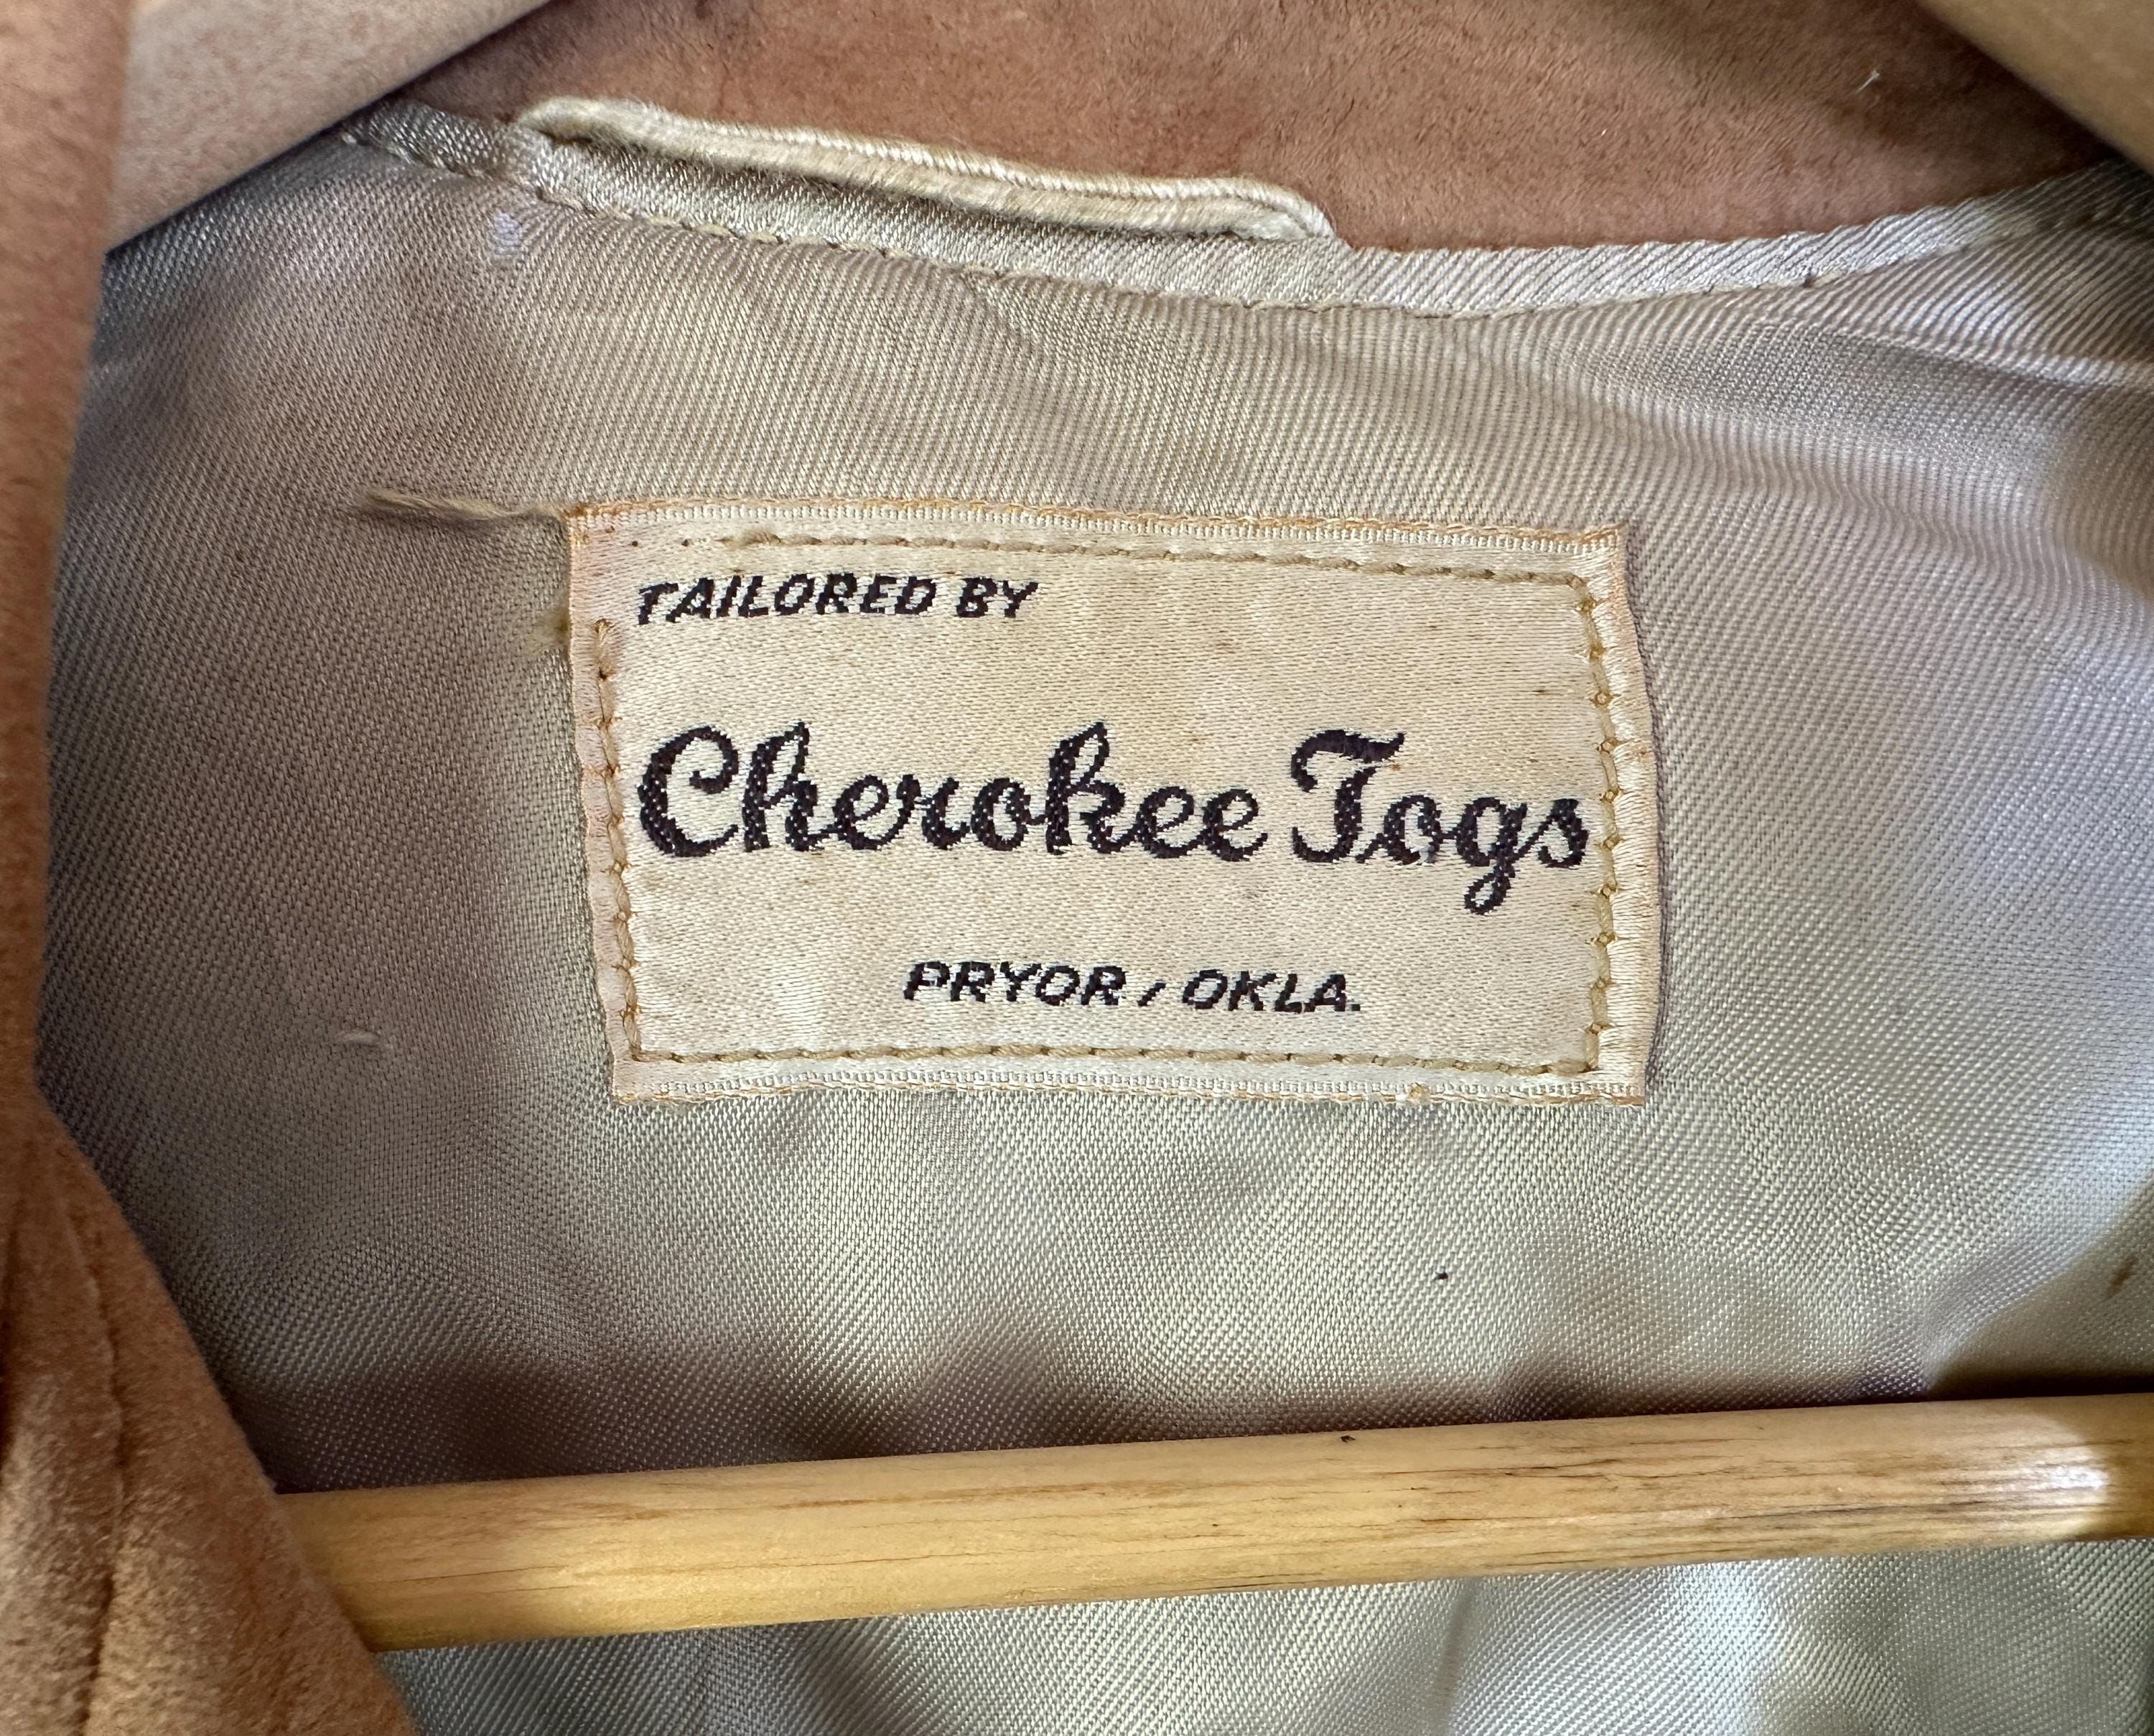 TAILORED BY
Cherokee Togs
PRYOR, OKLA.